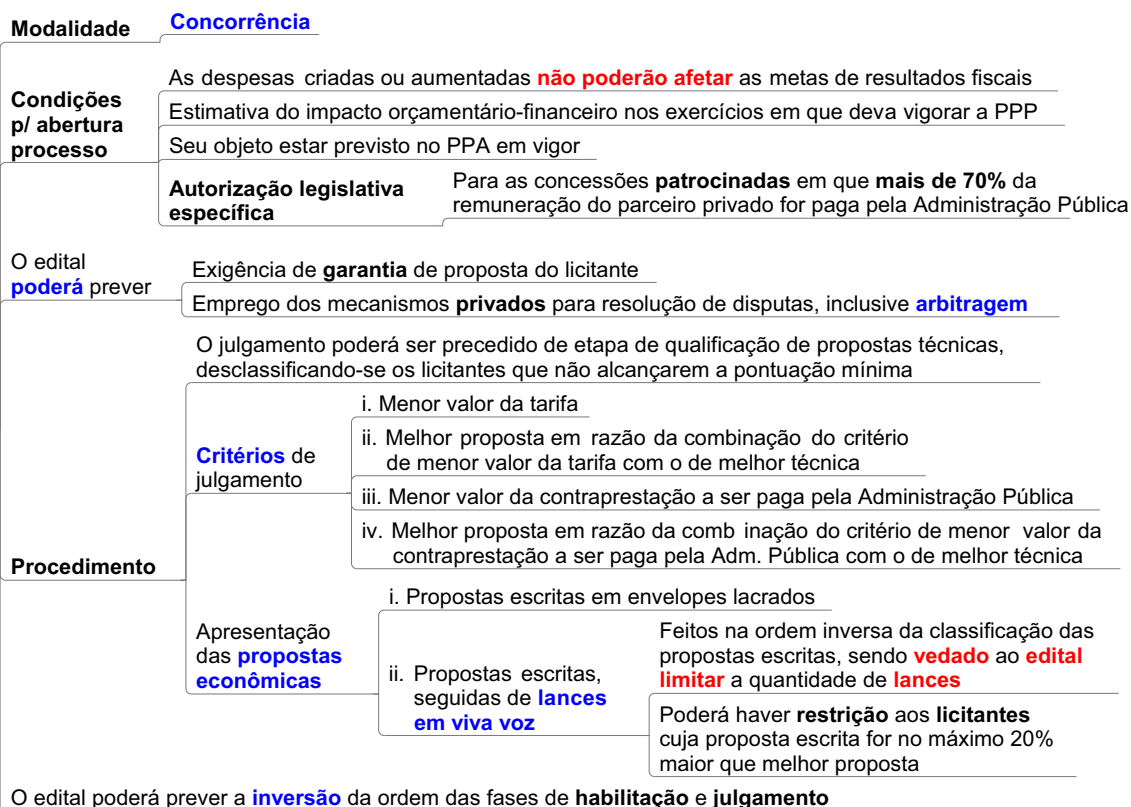 Modalidade
Concorrência
Condições
p/ abertura
processo
As despesas criadas ou aumentadas não poderão afetar as metas de resultados fiscais
Estimativa do impacto orçamentário-financeiro nos exercícios em que deva vigorar a PPP
Seu objeto estar previsto no PPA em vigor
Autorização legislativa
específica
Para as concessões patrocinadas em que mais de 70% da
remuneração do parceiro privado for paga pela Administração Pública
O edital
poderá prever
Exigência de garantia de proposta do licitante
Emprego dos mecanismos privados para resolução de disputas, inclusive arbitragem
Procedimento
O julgamento poderá ser precedido de etapa de qualificação de propostas técnicas,
desclassificando-se os licitantes que não alcançarem a pontuação mínima
Critérios de
julgamento
i. Menor valor da tarifa
ii. Melhor proposta em razão da combinação do critério
de menor valor da tarifa com o de melhor técnica
iii. Menor valor da contraprestação a ser paga pela Administração Pública
iv. Melhor proposta em razão da comb inação do critério de menor valor da
contraprestação a ser paga pela Adm. Pública com o de melhor técnica
Apresentação
das propostas
econômicas
i. Propostas escritas em envelopes lacrados
ii. Propostas escritas,
seguidas de lances
em viva voz
Feitos na ordem inversa da classificação das
propostas escritas, sendo vedado ao edital
limitar a quantidade de lances
Poderá haver restrição aos licitantes
cuja proposta escrita for no máximo 20%
maior que melhor proposta
O edital poderá prever a inversão da ordem das fases de habilitação e julgamento